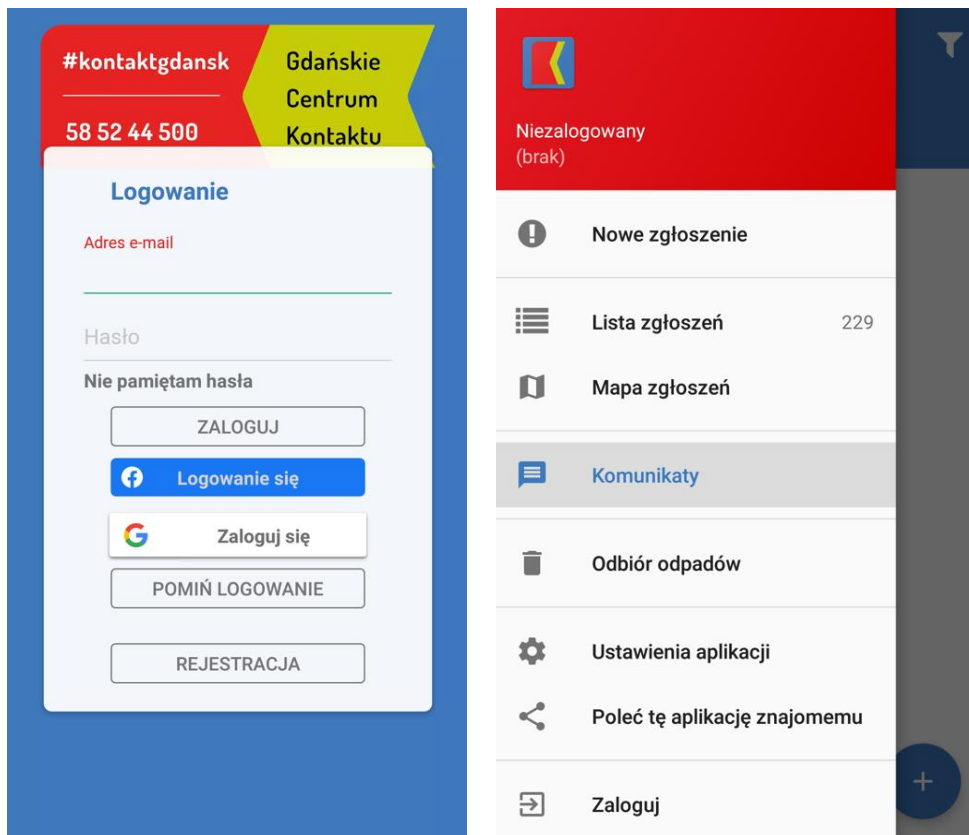 #kontaktgdansk
58 52 44 500
Gdańskie
Centrum
Kontaktu
Logowanie
Adres e-mail
Hasło
Nie pamiętam hasła
ZALOGUJ
Logowanie się
Zaloguj się
POMIŃ LOGOWANIE
REJESTRACJA
Niezalogowany
(brak)
Nowe zgłoszenie
Lista zgłoszeń 229
Mapa zgłoszeń
Komunikaty
Odbiór odpadów
Ustawienia aplikacji
Poleć tę aplikację znajomemu
Zaloguj